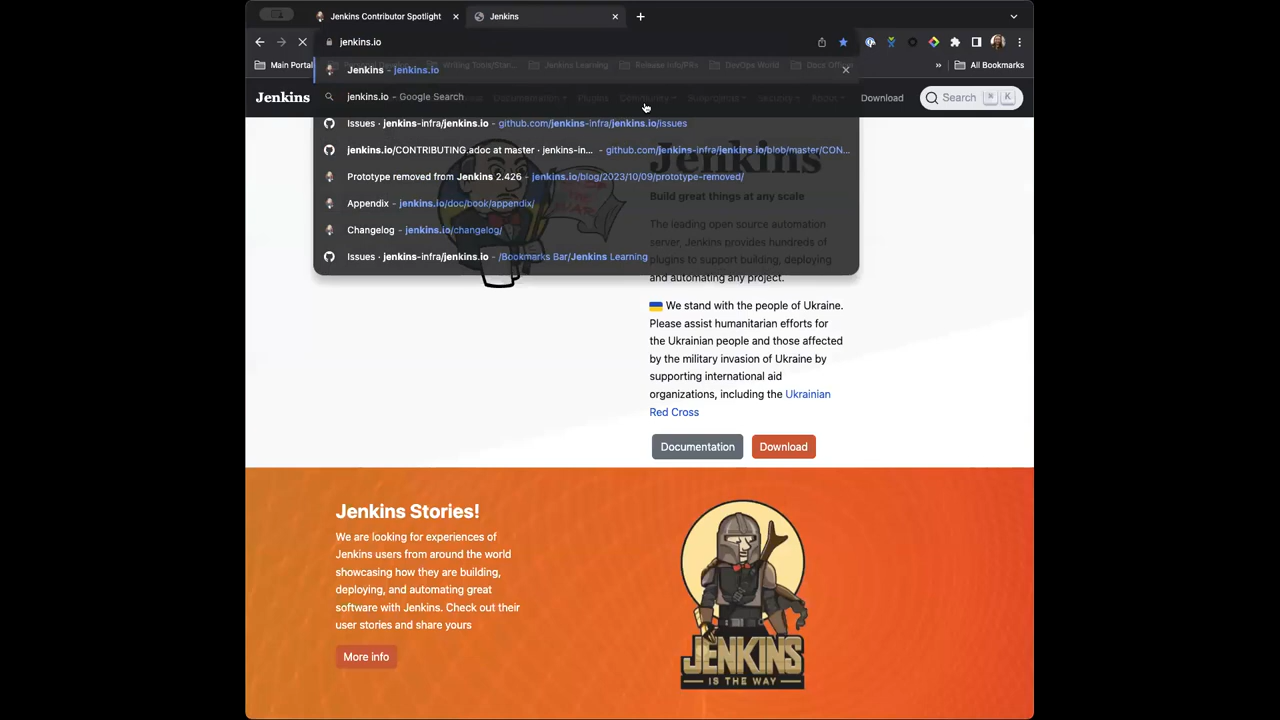 Jenkins Contributor Spotlight
Jenkins
jenkins.io
Main Portal
Jenkins Learning
DevOps World
All Bookmarks
Jenkins - jenkins.io
jenkins.io - Google Search
Jenkins
Documentation
Plugins
Community
Download
Search
K
Issues · jenkins-infra/jenkins.io - github.com/jenkins-infra/jenkins.io/issues
jenkins.io/CONTRIBUTING.adoc at master · jenkins-in... - github.com/jenkins-infra/jenkins.io/blob/master/CON...
Prototype removed from Jenkins 2.426 - jenkins.io/blog/2023/10/09/prototype-removed/
Appendix - jenkins.io/doc/book/appendix/
Changelog - jenkins.io/changelog/
Issues · jenkins-infra/jenkins.io - /Bookmarks Bar/Jenkins Learning
Jenkins
Build great things at any scale
The leading open source automation
server, Jenkins provides hundreds of
plugins to support building, deploying
and automating any project.
We stand with the people of Ukraine.
Please assist humanitarian efforts for
the Ukrainian people and those affected
by the military invasion of Ukraine by
supporting international aid
organizations, including the Ukrainian
Red Cross
Documentation
Download
Jenkins Stories!
We are looking for experiences of
Jenkins users from around the world
showcasing how they are building,
deploying, and automating great
software with Jenkins. Check out their
user stories and share yours
More info
JENKINS
IS THE WAY